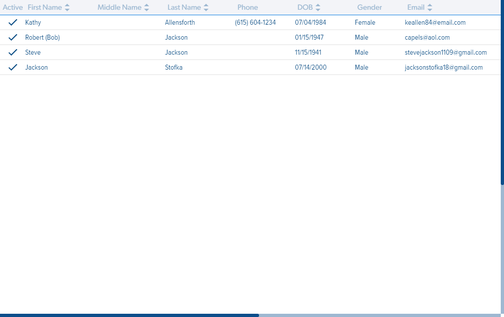 Active First Name Middle Name Last Name Phone DOB Gender Email
Kathy Allensforth (615) 604-1234 07/04/1984 Female keallen84@email.com
Robert (Bob) Jackson 01/15/1947 Male capels@aol.com
Steve Jackson 11/15/1941 Male stevejackson1109@gmail.com
Jackson Stofka 07/14/2000 Male jacksonstofka18@gmail.com